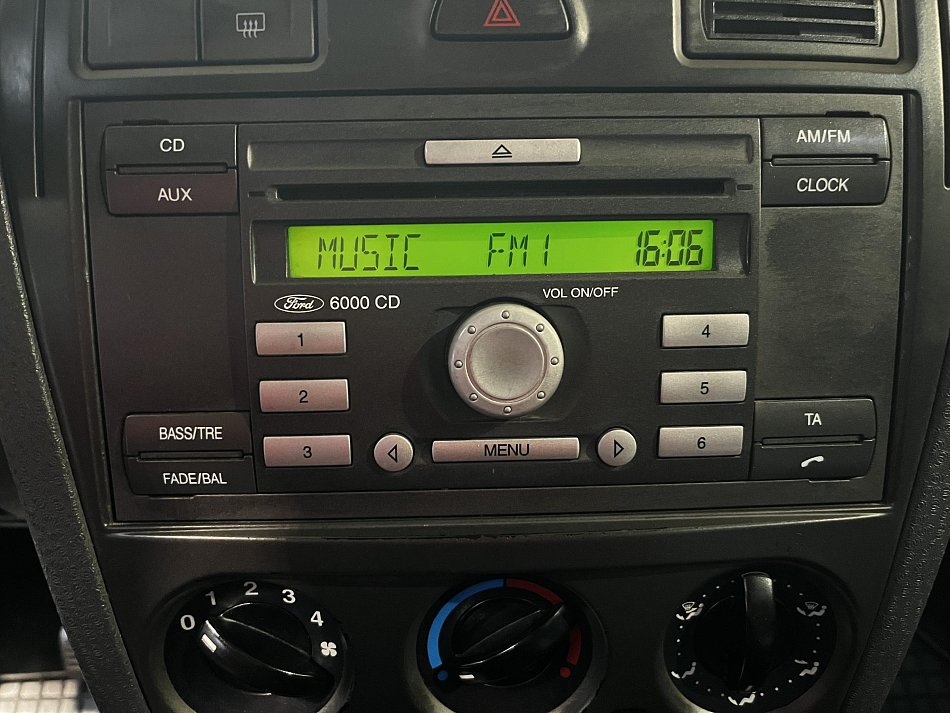 CD
AM/FM
AUX
CLOCK
MUSIC FM1 16:06
Ford 6000 CD
VOL ON/OFF
1
4
2
5
3
MENU
6
BASS/TRE
TA
FADE/BAL
0 1 2 3 4